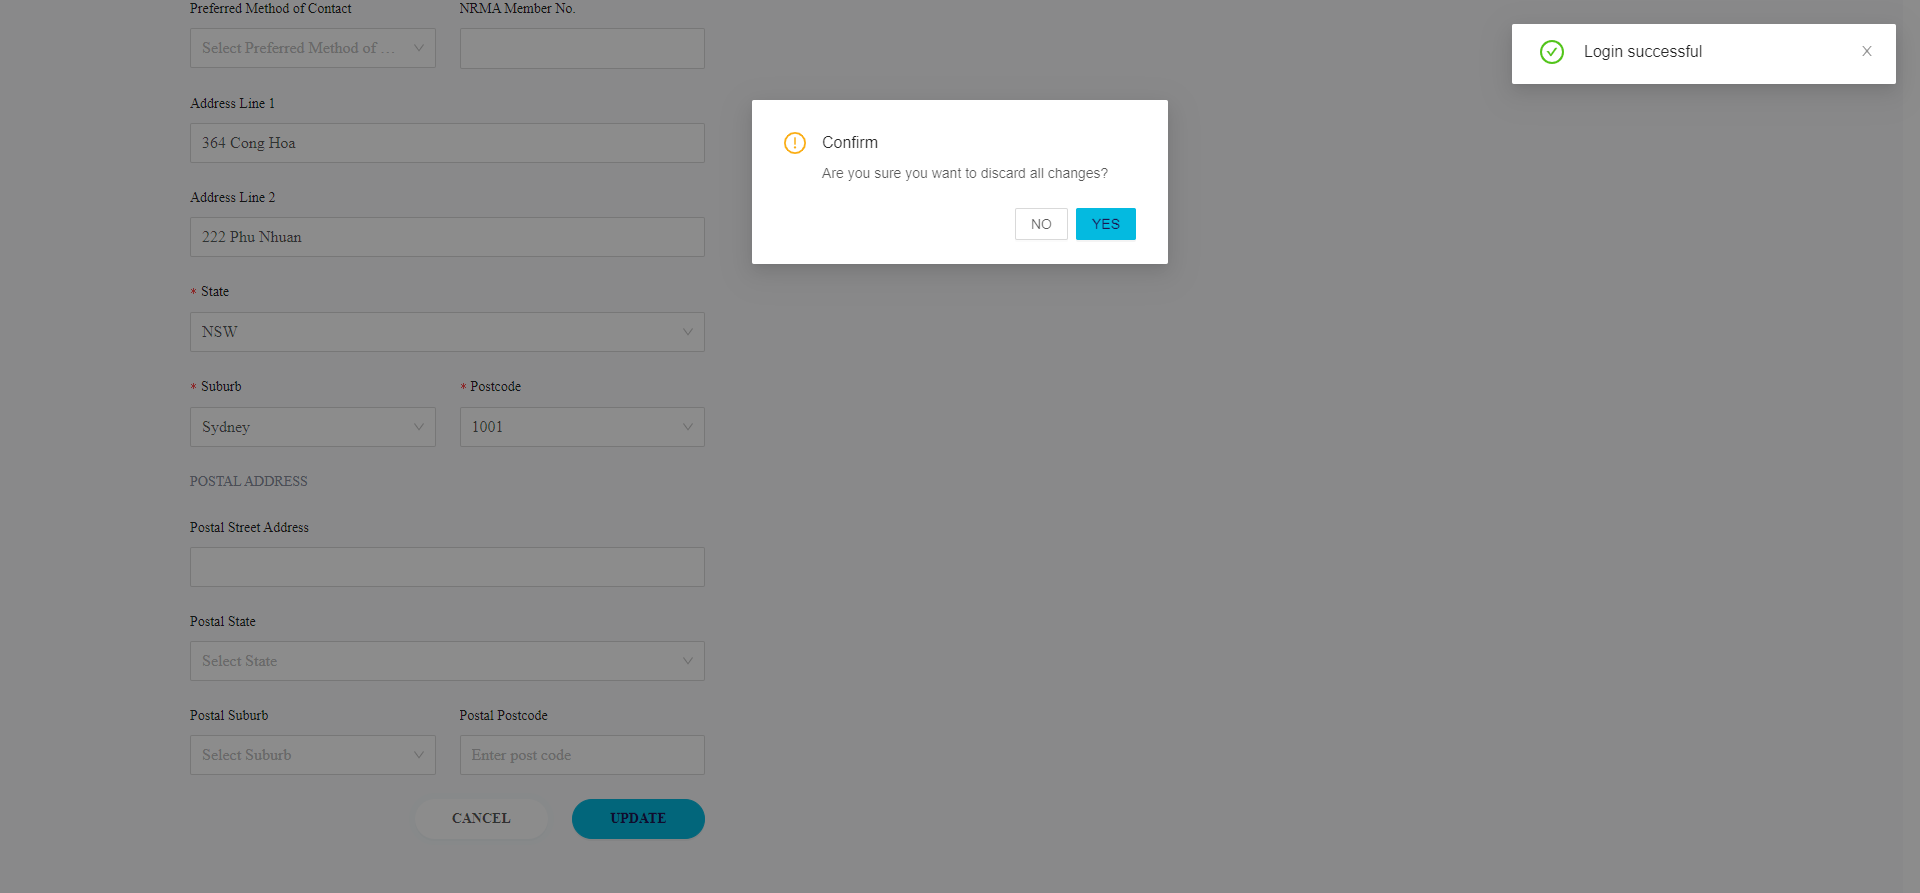 Preferred Method of Contact
NRMA Member No.
Select Preferred Method of ...
Address Line 1
364 Cong Hoa
Address Line 2
222 Phu Nhuan
* State
NSW
* Suburb
* Postcode
Sydney
1001
POSTAL ADDRESS
Postal Street Address
Postal State
Select State
Postal Suburb
Postal Postcode
Select Suburb
Enter post code
CANCEL
UPDATE
Confirm
Are you sure you want to discard all changes?
NO
YES
Login successful